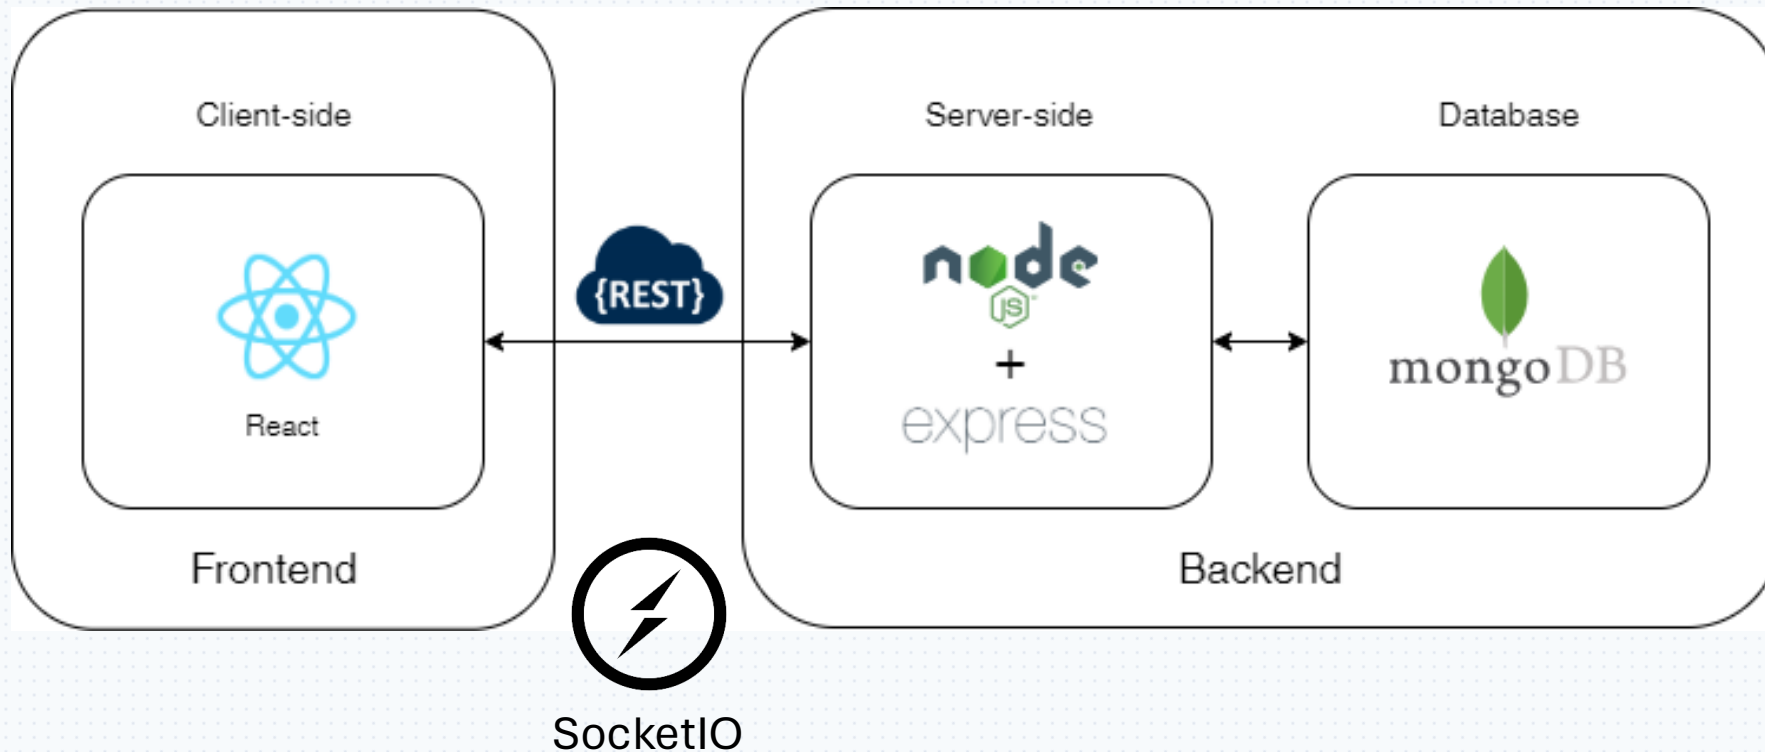 Client-side
Server-side
Database
{REST}
node
JS
+
express
mongoDB
React
Frontend
Backend
SocketIO